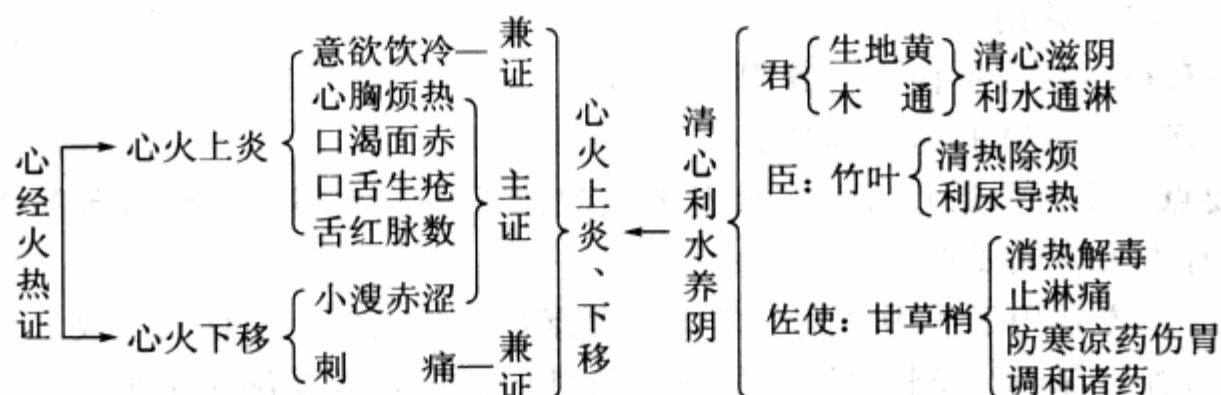 心经火热证
心火上炎
意欲饮冷
兼证
心胸烦热
口渴面赤
口舌生疮
舌红脉数
主证
心火下移
小溲赤涩
刺 痛
兼证
心火上炎、下移
清心利水养阴
君
生地黄
木 通
清心滋阴
利水通淋
臣：竹叶
清热除烦
利尿导热
佐使：甘草梢
消热解毒
止淋痛
防寒凉药伤胃
调和诸药